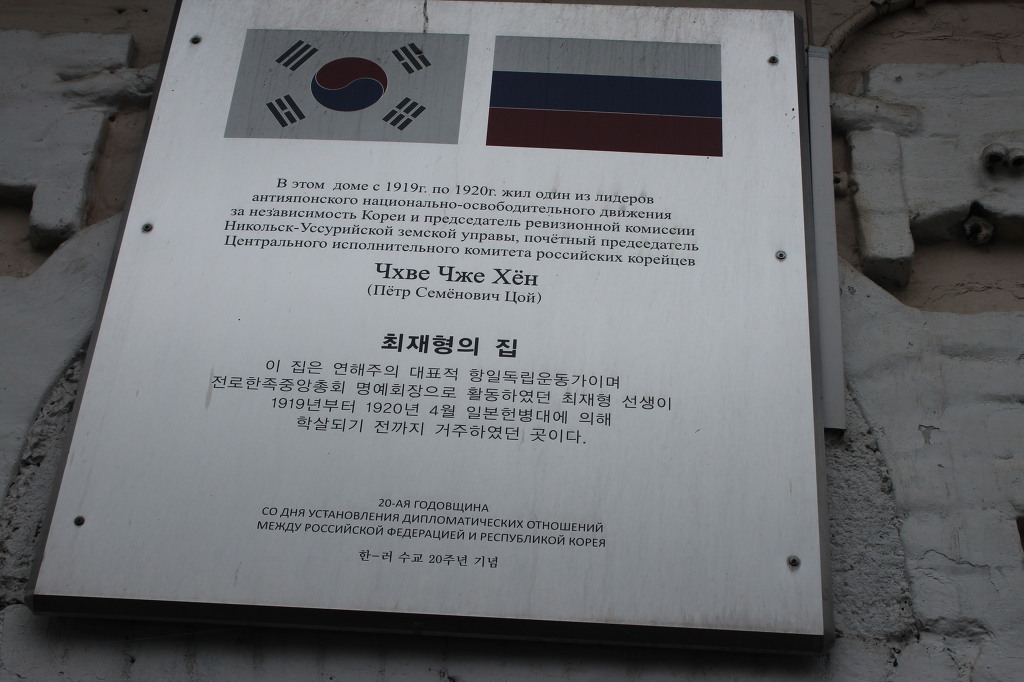 В этом доме с 1919г. по 1920г. жил один из лидеров
антияпонского национально-освободительного движения
за независимость Кореи и председатель ревизионной комиссеии
Никольск-Уссурийской земской управы, почётный председатель
Центрального исполнительного комитета российских корейцев
Чхве Чже Хён
(Пётр Семёнович Цой)
최재형의 집
이 집은 연해주의 대표적 항일독립운동가이며
전로한족중앙총회 명예회장으로 활동하였던 최재형 선생이
1919년부터 1920년 4월 일본헌병대에 의해
학살되기 전까지 거주하였던 곳이다.
20-АЯ ГОДОВЩИНА
СО ДНЯ УСТАНОВЛЕНИЯ ДИПЛОМАТИЧЕСКИХ ОТНОШЕНИЙ
МЕЖДУ РОССИЙСКОЙ ФЕДЕРАЦИЕЙ И РЕСПУБЛИКОЙ КОРЕЯ
한-러 수교 20주년 기념